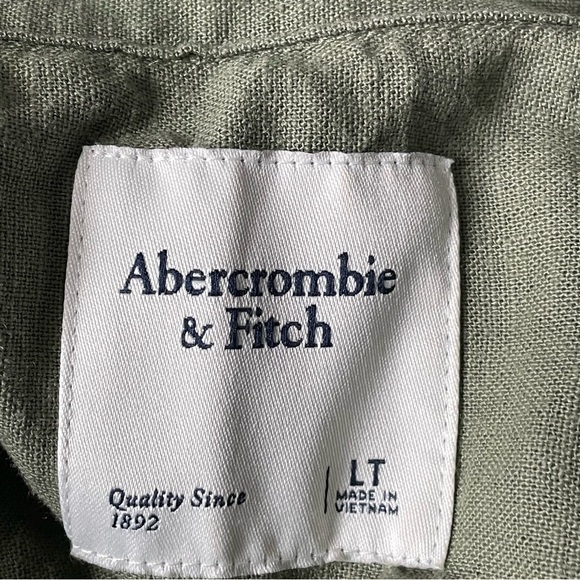 Abercrombie
& Fitch
Quality Since
1892
LT
MADE IN
VIETNAM